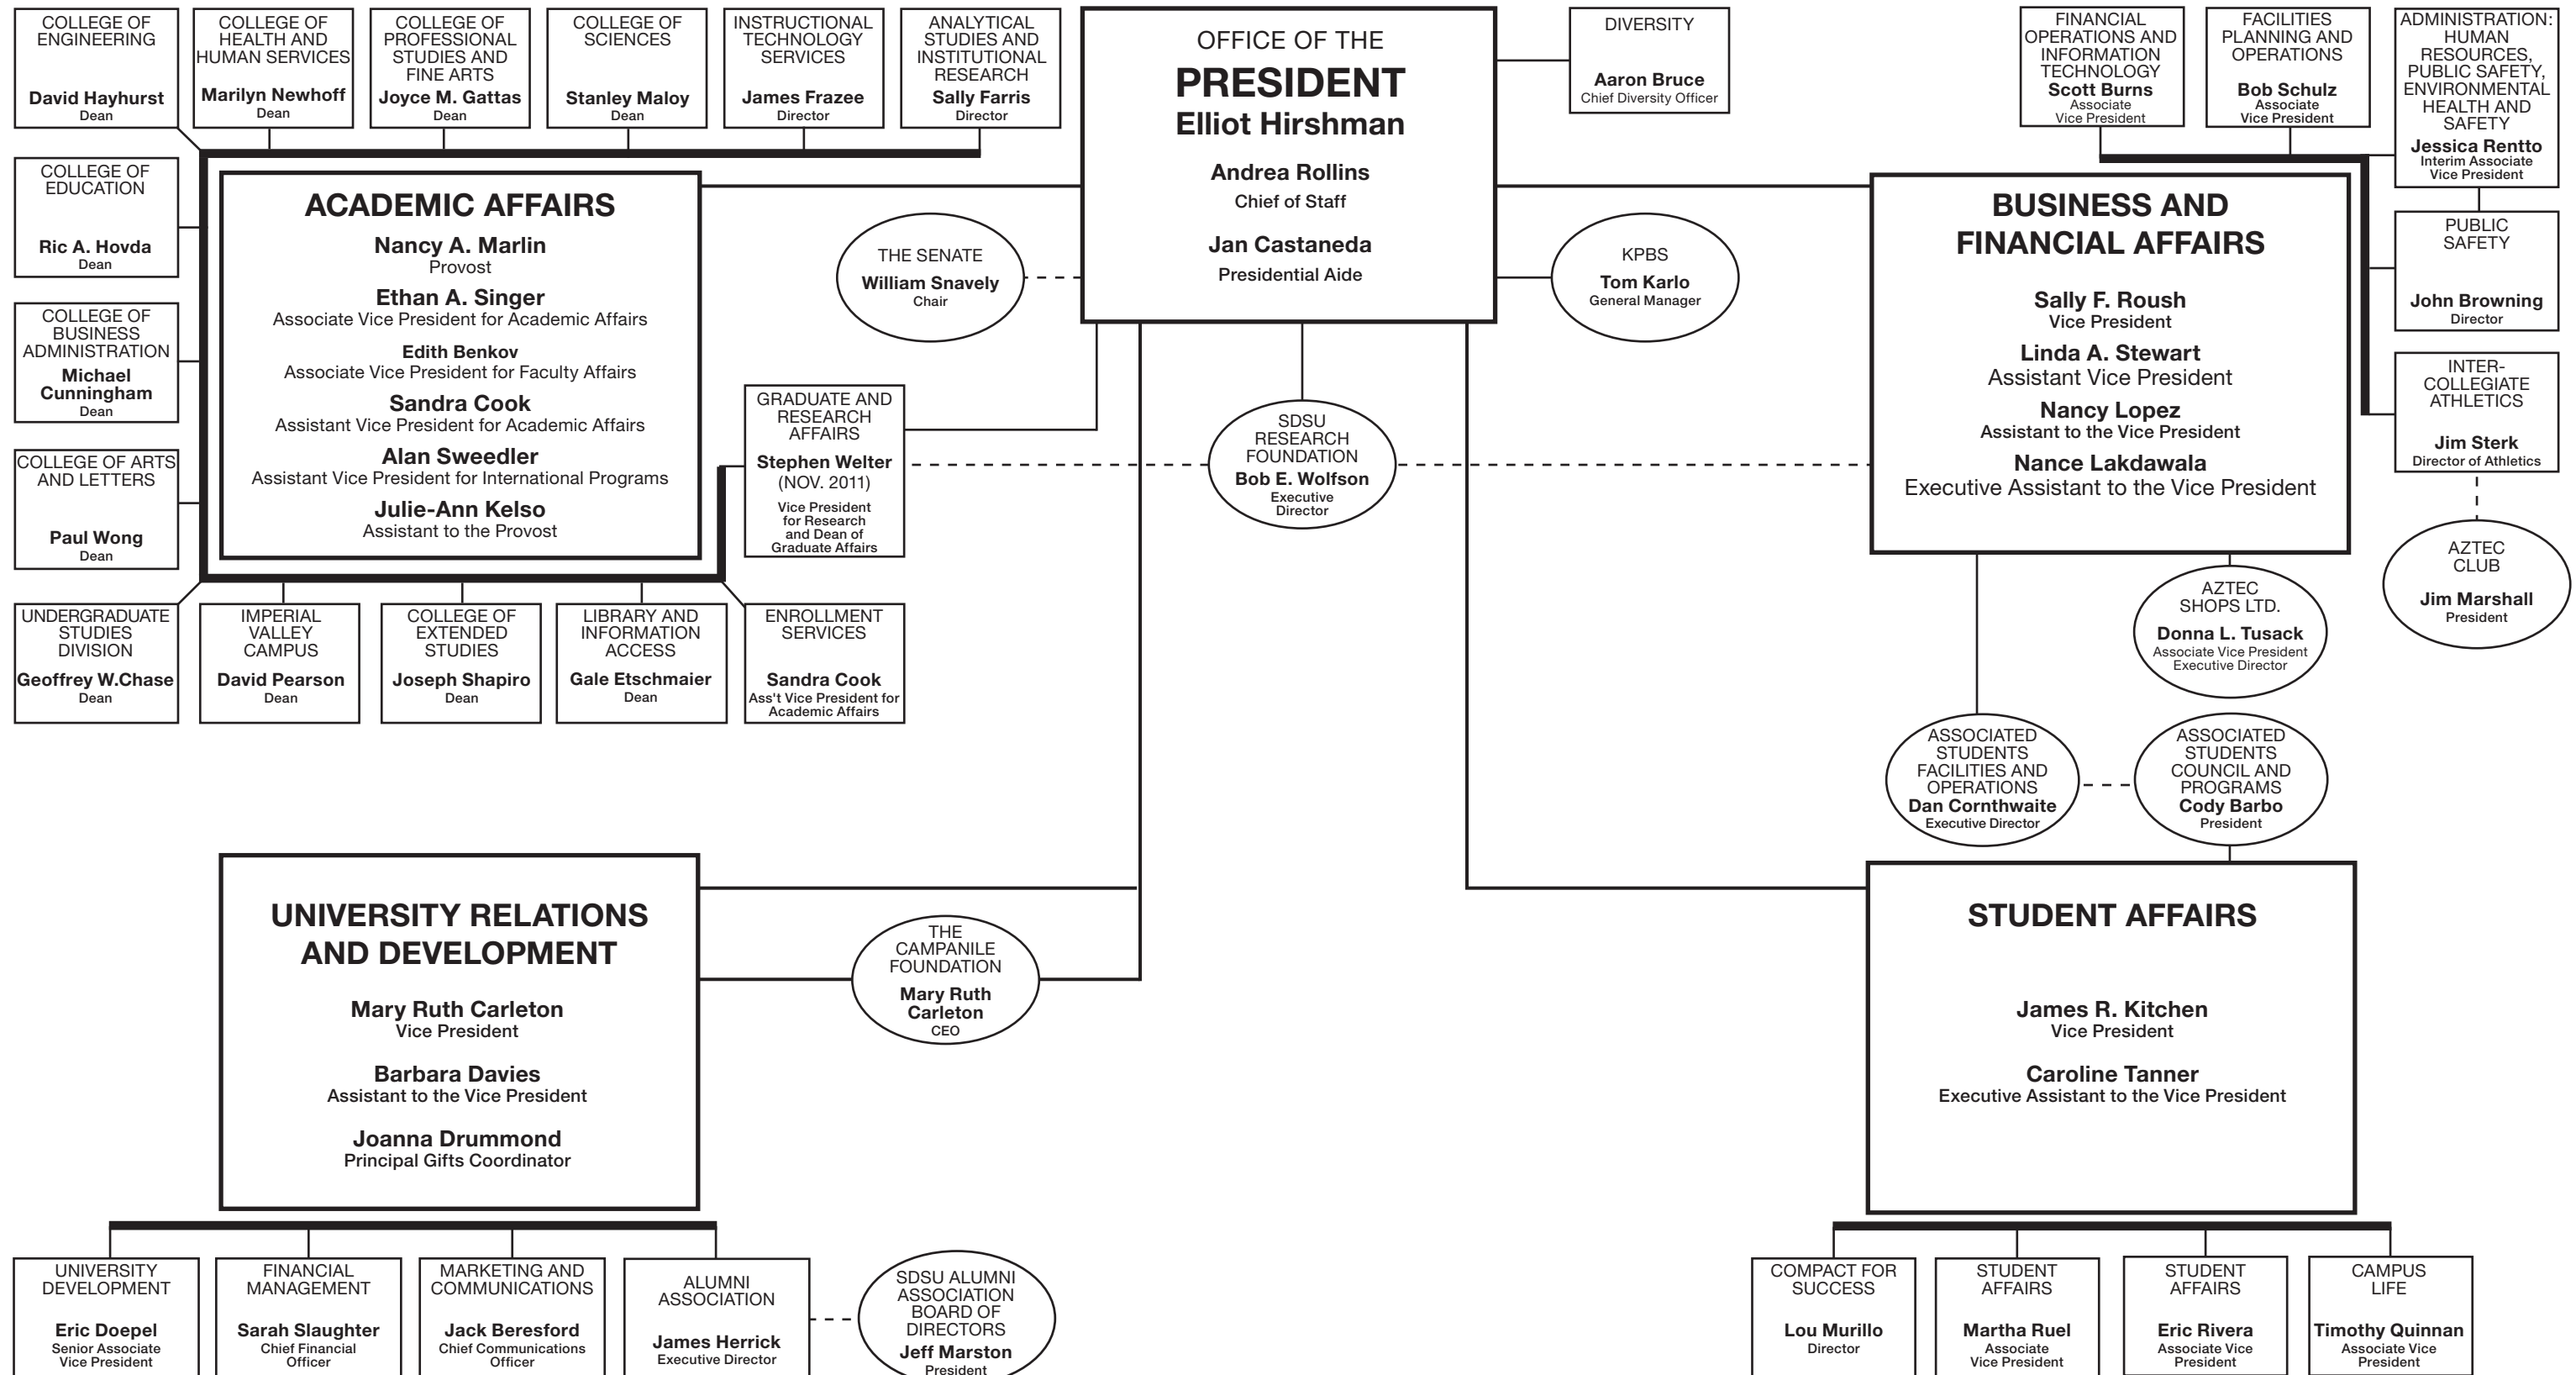 COLLEGE OF
ENGINEERING
David Hayhurst
Dean
COLLEGE OF
HEALTH AND
HUMAN SERVICES
Marilyn Newhoff
Dean
COLLEGE OF
PROFESSIONAL
STUDIES AND
FINE ARTS
Joyce M. Gattas
Dean
COLLEGE OF
SCIENCES
Stanley Maloy
Dean
INSTRUCTIONAL
TECHNOLOGY
SERVICES
James Frazee
Director
ANALYTICAL
STUDIES AND
INSTITUTIONAL
RESEARCH
Sally Farris
Director
OFFICE OF THE
PRESIDENT
Elliot Hirshman
Andrea Rollins
Chief of Staff
Jan Castaneda
Presidential Aide
DIVERSITY
Aaron Bruce
Chief Diversity Officer
FINANCIAL
OPERATIONS AND
INFORMATION
TECHNOLOGY
Scott Burns
Associate
Vice President
FACILITIES
PLANNING AND
OPERATIONS
Bob Schulz
Associate
Vice President
ADMINISTRATION:
HUMAN
RESOURCES,
PUBLIC SAFETY,
ENVIRONMENTAL
HEALTH AND
SAFETY
Jessica Rentto
Interim Associate
Vice President
COLLEGE OF
EDUCATION
Ric A. Hovda
Dean
COLLEGE OF
BUSINESS
ADMINISTRATION
Michael
Cunningham
Dean
COLLEGE OF ARTS
AND LETTERS
Paul Wong
Dean
ACADEMIC AFFAIRS
Nancy A. Marlin
Provost
Ethan A. Singer
Associate Vice President for Academic Affairs
Edith Benkov
Associate Vice President for Faculty Affairs
Sandra Cook
Assistant Vice President for Academic Affairs
Alan Sweedler
Assistant Vice President for International Programs
Julie-Ann Kelso
Assistant to the Provost
THE SENATE
William Snavely
Chair
KPBS
Tom Karlo
General Manager
GRADUATE AND
RESEARCH
AFFAIRS
Stephen Welter
(NOV. 2011)
Vice President
for Research
and Dean of
Graduate Affairs
SDSU
RESEARCH
FOUNDATION
Bob E. Wolfson
Executive
Director
BUSINESS AND
FINANCIAL AFFAIRS
Sally F. Roush
Vice President
Linda A. Stewart
Assistant Vice President
Nancy Lopez
Assistant to the Vice President
Nance Lakdawala
Executive Assistant to the Vice President
PUBLIC
SAFETY
John Browning
Director
INTER-
COLLEGIATE
ATHLETICS
Jim Sterk
Director of Athletics
AZTEC
CLUB
Jim Marshall
President
UNDERGRADUATE
STUDIES
DIVISION
Geoffrey W.Chase
Dean
IMPERIAL
VALLEY
CAMPUS
David Pearson
Dean
COLLEGE OF
EXTENDED
STUDIES
Joseph Shapiro
Dean
LIBRARY AND
INFORMATION
ACCESS
Gale Etschmaier
Dean
ENROLLMENT
SERVICES
Sandra Cook
Ass't Vice President for
Academic Affairs
AZTEC
SHOPS LTD.
Donna L. Tusack
Associate Vice President
Executive Director
ASSOCIATED
STUDENTS
FACILITIES AND
OPERATIONS
Dan Cornthwaite
Executive Director
ASSOCIATED
STUDENTS
COUNCIL AND
PROGRAMS
Cody Barbo
President
UNIVERSITY RELATIONS
AND DEVELOPMENT
Mary Ruth Carleton
Vice President
Barbara Davies
Assistant to the Vice President
Joanna Drummond
Principal Gifts Coordinator
THE
CAMPANILE
FOUNDATION
Mary Ruth
Carleton
CEO
STUDENT AFFAIRS
James R. Kitchen
Vice President
Caroline Tanner
Executive Assistant to the Vice President
UNIVERSITY
DEVELOPMENT
Eric Doepel
Senior Associate
Vice President
FINANCIAL
MANAGEMENT
Sarah Slaughter
Chief Financial
Officer
MARKETING AND
COMMUNICATIONS
Jack Beresford
Chief Communications
Officer
ALUMNI
ASSOCIATION
James Herrick
Executive Director
SDSU ALUMNI
ASSOCIATION
BOARD OF
DIRECTORS
Jeff Marston
President
COMPACT FOR
SUCCESS
Lou Murillo
Director
STUDENT
AFFAIRS
Martha Ruel
Associate
Vice President
STUDENT
AFFAIRS
Eric Rivera
Associate Vice
President
CAMPUS
LIFE
Timothy Quinnan
Associate Vice
President